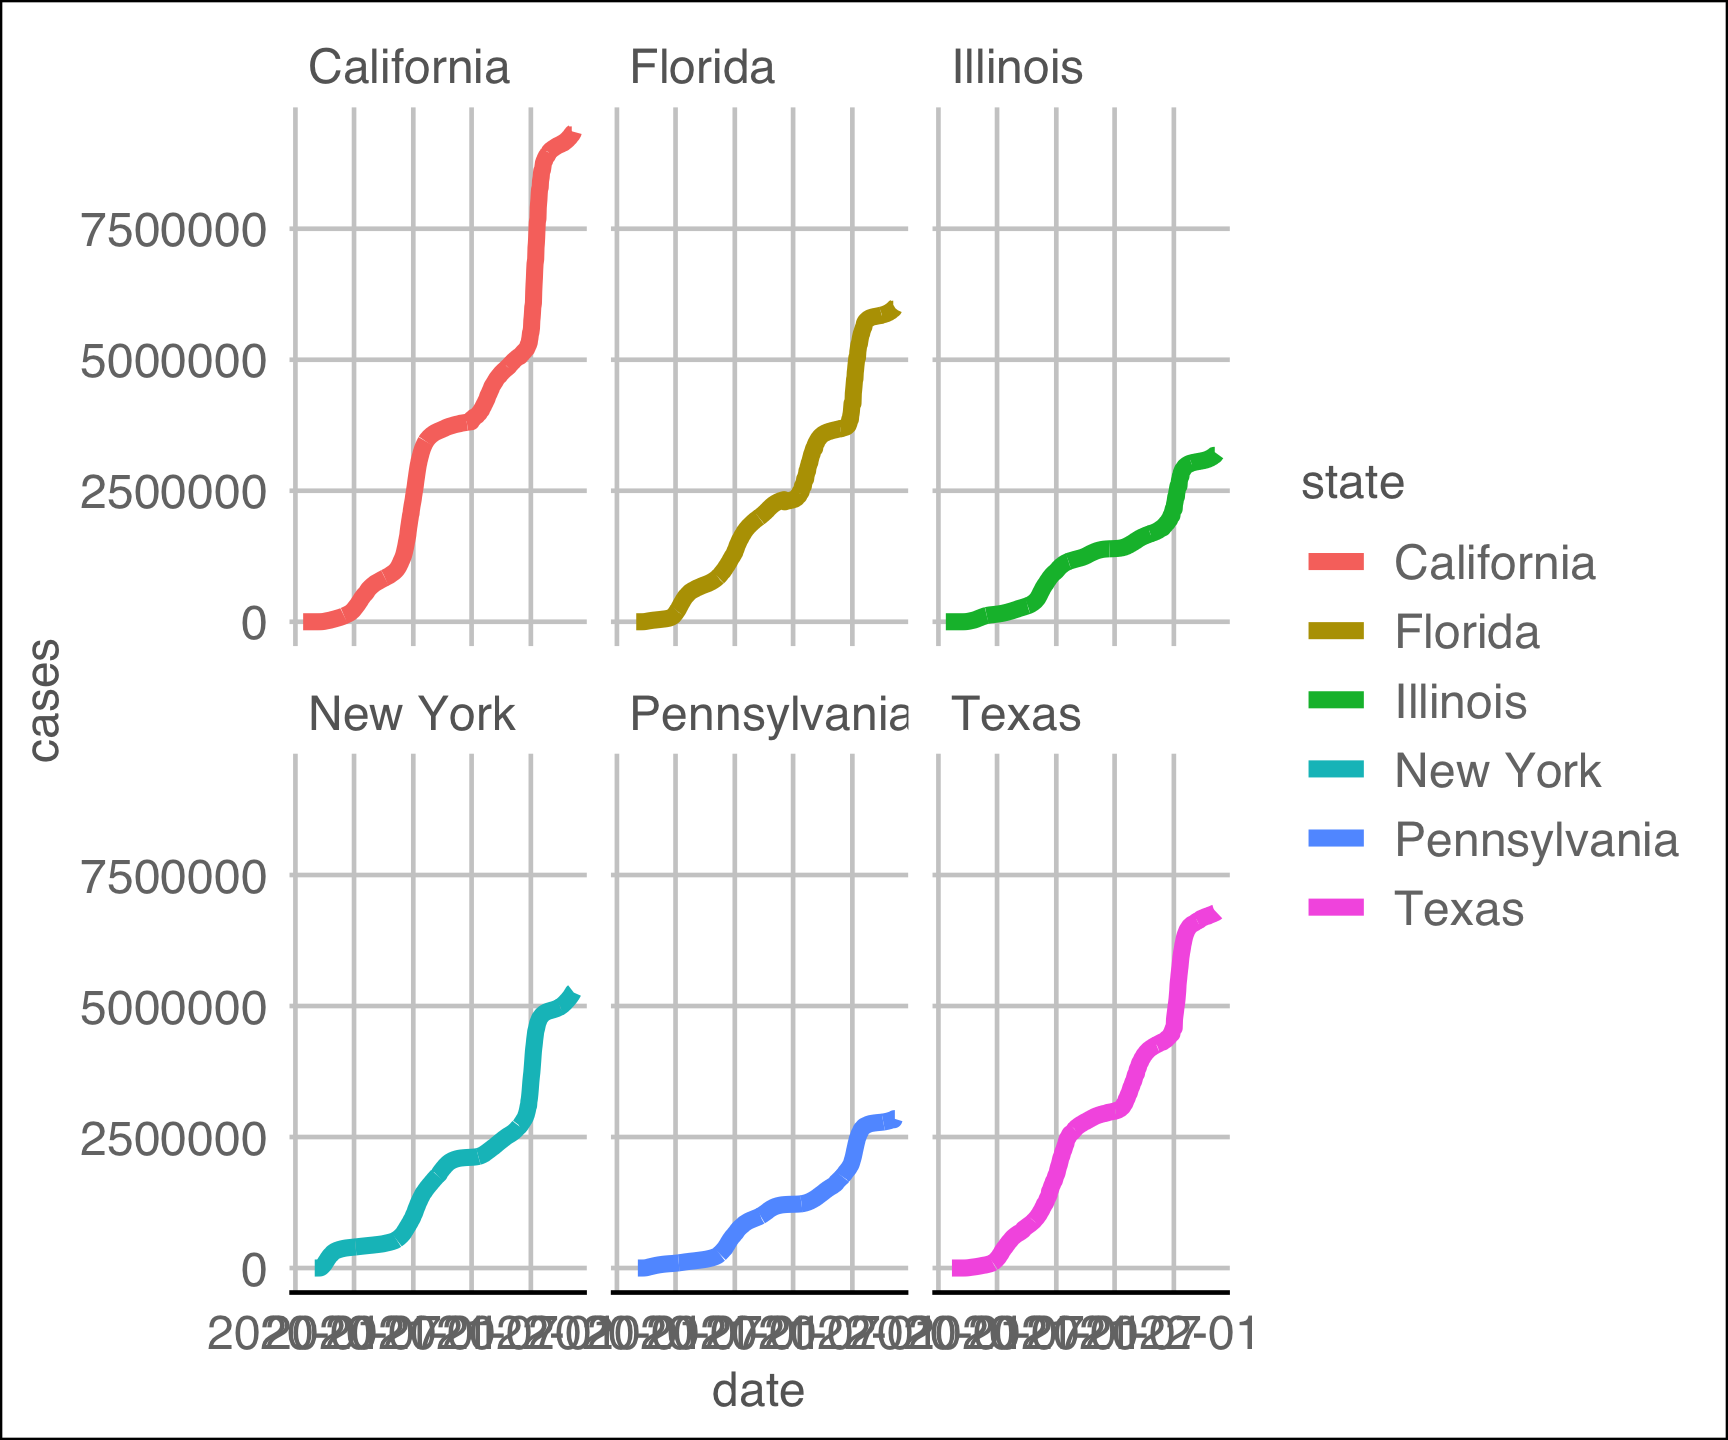 California
Florida
Illinois
7500000
5000000
2500000
0
New York
Pennsylvania
Texas
7500000
5000000
2500000
0
cases
date
state
California
Florida
Illinois
New York
Pennsylvania
Texas